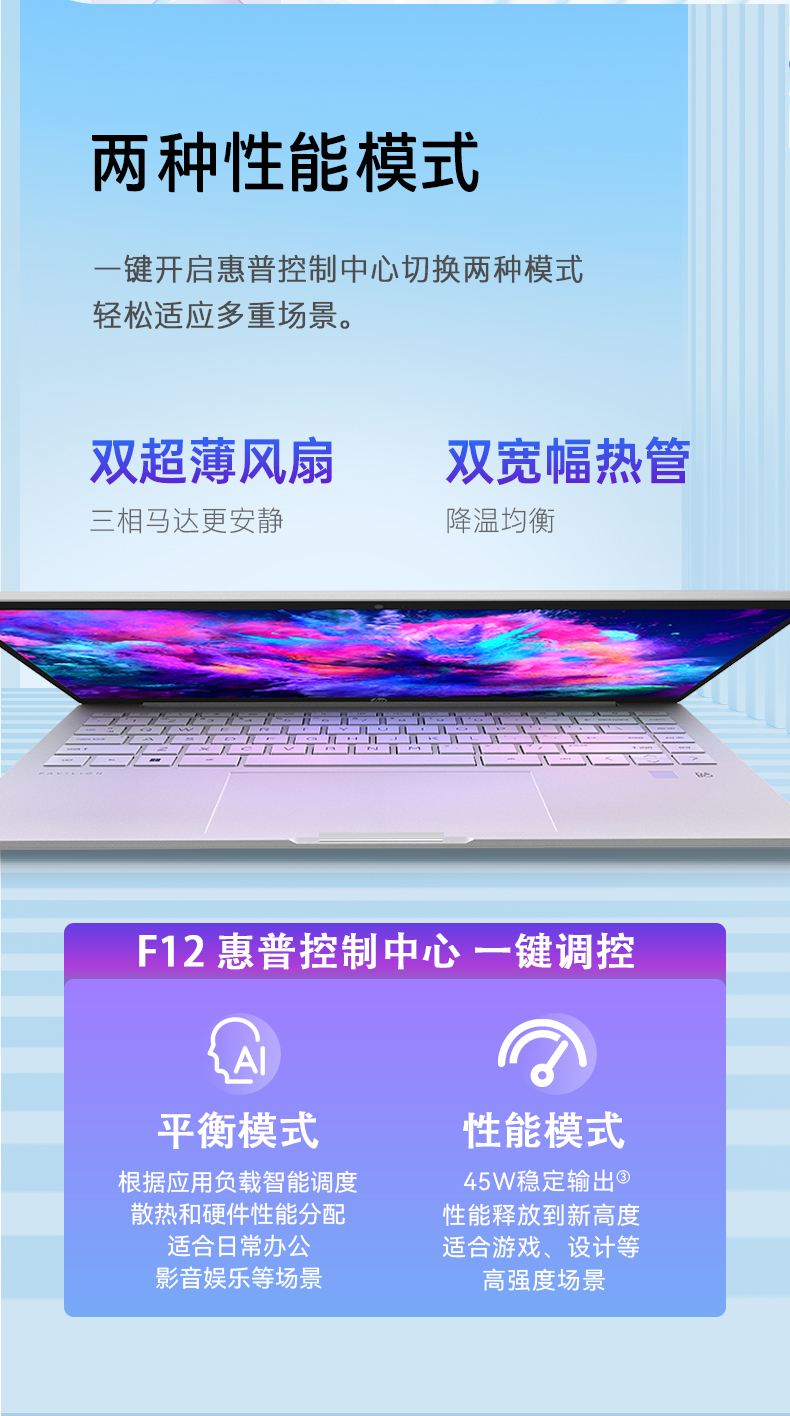 两种性能模式
一键开启惠普控制中心切换两种模式
轻松适应多重场景。
双超薄风扇
双宽幅热管
三相马达更安静
降温均衡
PAVILION
F12 惠普控制中心 一键调控
AI
平衡模式
性能模式
根据应用负载智能调度
散热和硬件性能分配
适合日常办公
影音娱乐等场景
45W稳定输出③
性能释放到新高度
适合游戏、设计等
高强度场景